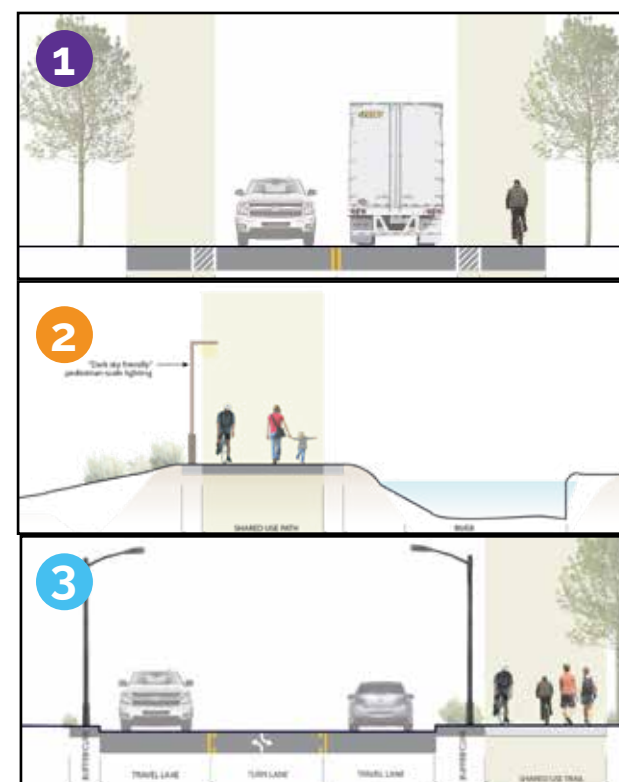 1
2
"Dark sky friendly"
pedestrian-scale lighting
SHARED USE PATH
RIVER
3
TRAVEL LANE
TURN LANE
TRAVEL LANE
SHARED USE TRAIL